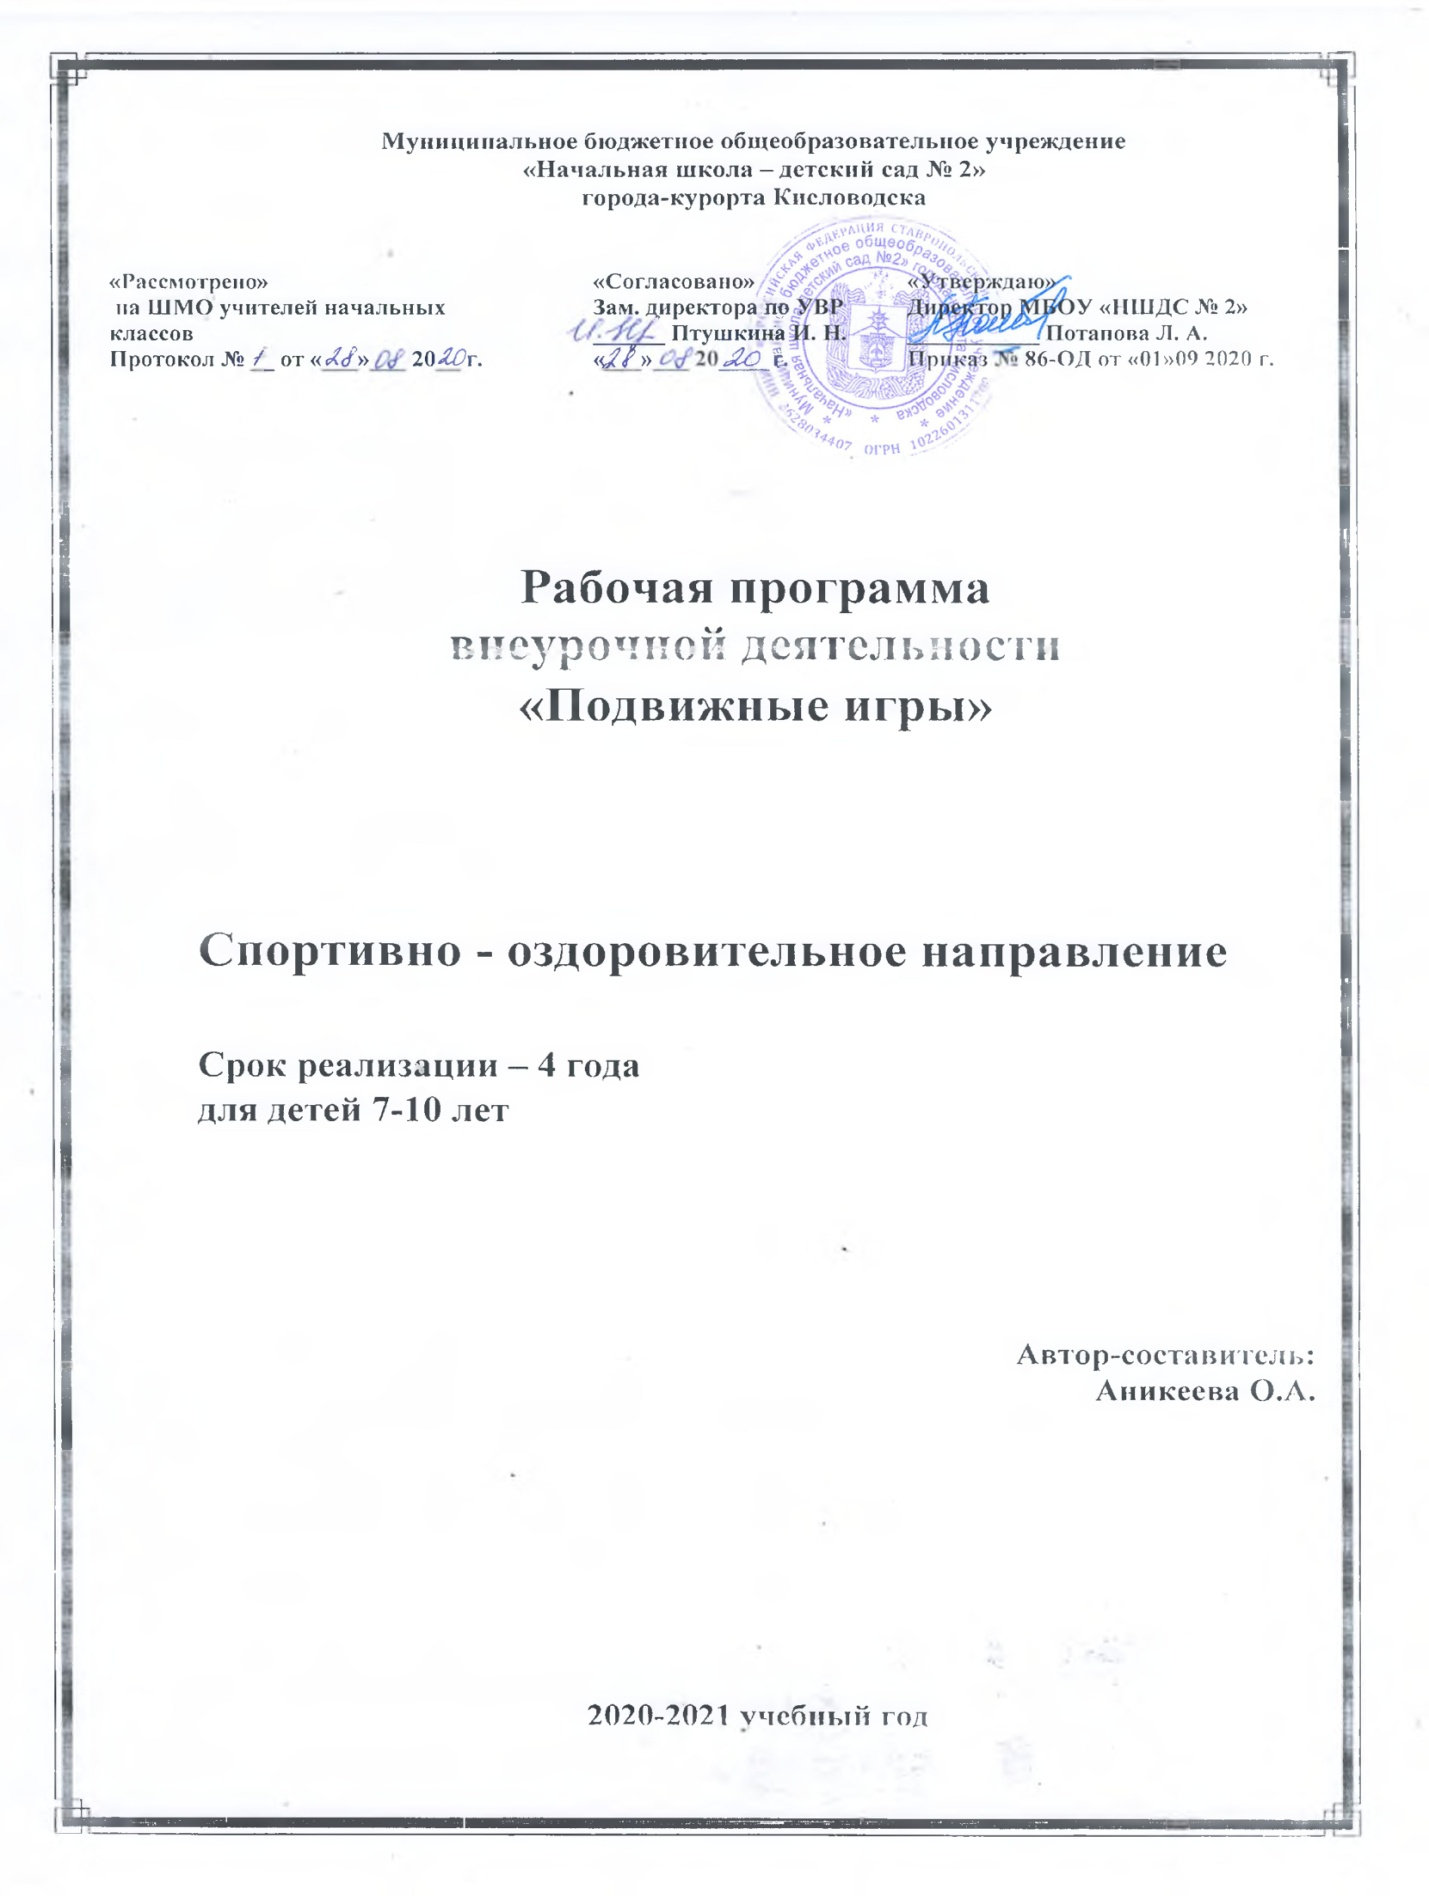 Муниципальное бюджетное общеобразовательное учреждение
«Начальная школа – детский сад № 2»
города-курорта Кисловодска
«Рассмотрено»
на ШМО учителей начальных
классов
Протокол № 1 от «28» 08 2020г.
«Согласовано»
Зам. директора по УВР
Птушкина И. Н.
«28» 08 2020 г.
«Утверждаю»
Директор МБОУ «НШДС № 2»
Потапова Л. А.
Приказ № 86-ОД от «01»09 2020 г.
ОГРН
Рабочая программа
внеурочной деятельности
«Подвижные игры»
Спортивно - оздоровительное направление
Срок реализации – 4 года
для детей 7-10 лет
Автор-составитель:
Аникеева О.А.
2020-2021 учебный год